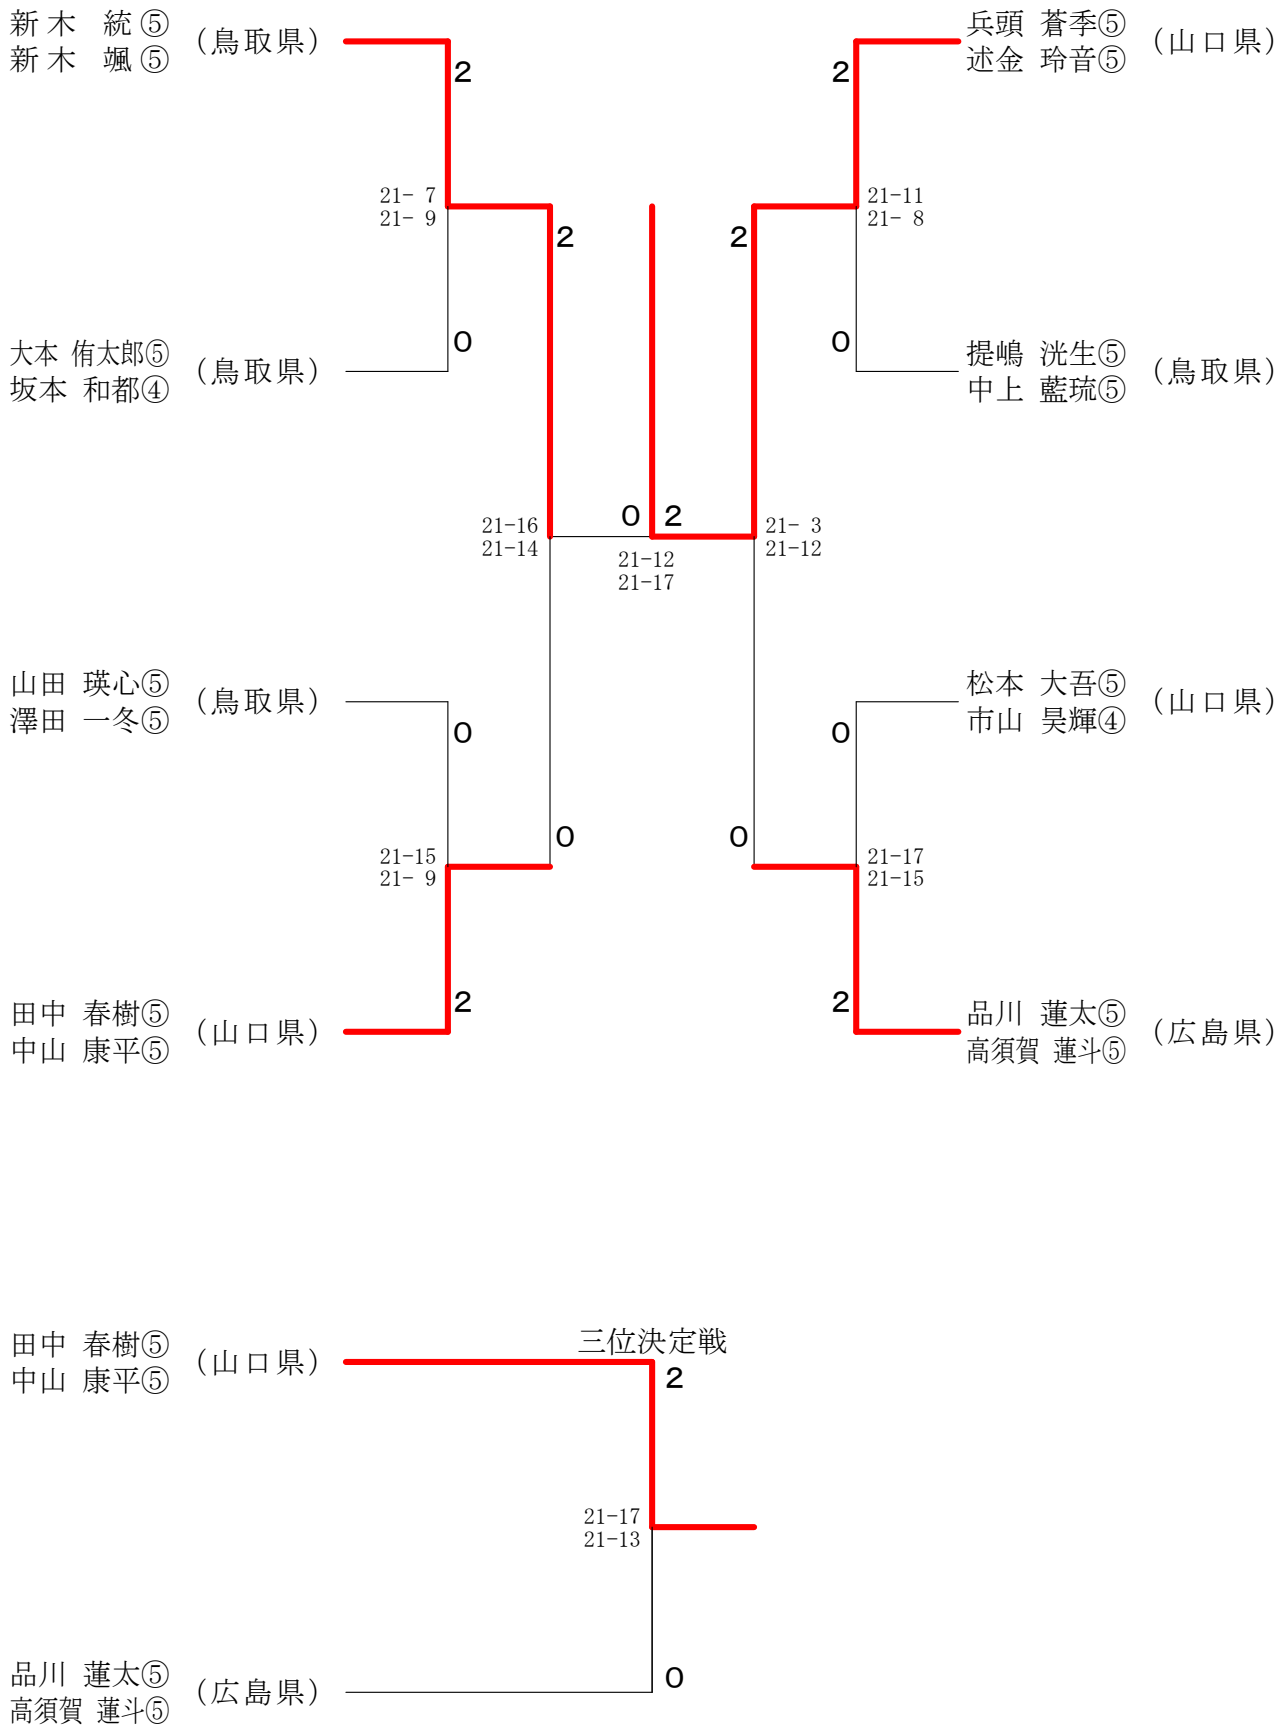 新木 統⑤
新木 颯⑤
(鳥取県)
2
兵頭 蒼季⑤
述金 玲音⑤
(山口県)
2
21- 7
21- 9
2
2
21-11
21- 8
大本 侑太郎⑤
坂本 和都④
(鳥取県)
0
0
提嶋 洸生⑤
中上 藍琉⑤
(鳥取県)
21-16
21-14
0
2
21-12
21-17
21- 3
21-12
山田 瑛心⑤
澤田 一冬⑤
(鳥取県)
0
0
松本 大吾⑤
市山 昊輝④
(山口県)
21-15
21- 9
0
0
21-17
21-15
田中 春樹⑤
中山 康平⑤
(山口県)
2
2
品川 蓮太⑤
高須賀 蓮斗⑤
(広島県)
三位決定戦
田中 春樹⑤
中山 康平⑤
(山口県)
2
21-17
21-13
品川 蓮太⑤
高須賀 蓮斗⑤
(広島県)
0